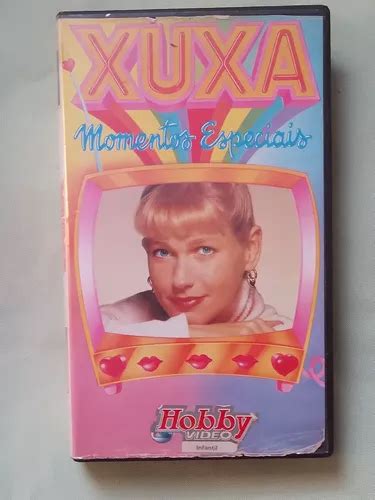 XUXA
Momentos Especiais
Hobby
VIDEO
Infantil